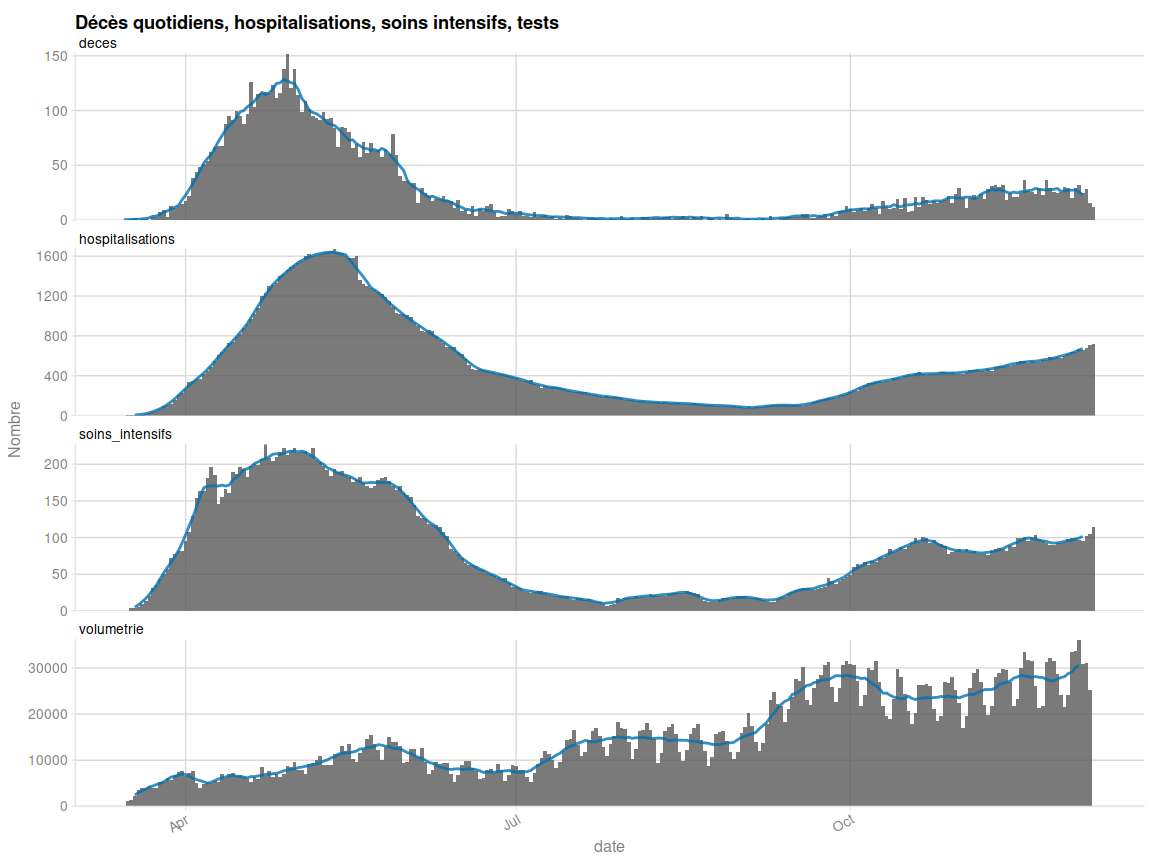 Décès quotidiens, hospitalisations, soins intensifs, tests
deces
150
100
50
0
hospitalisations
1600
1200
800
400
0
Nombre
soins_intensifs
200
150
100
50
0
volumetrie
30000
20000
10000
0
Apr
Jul
Oct
date